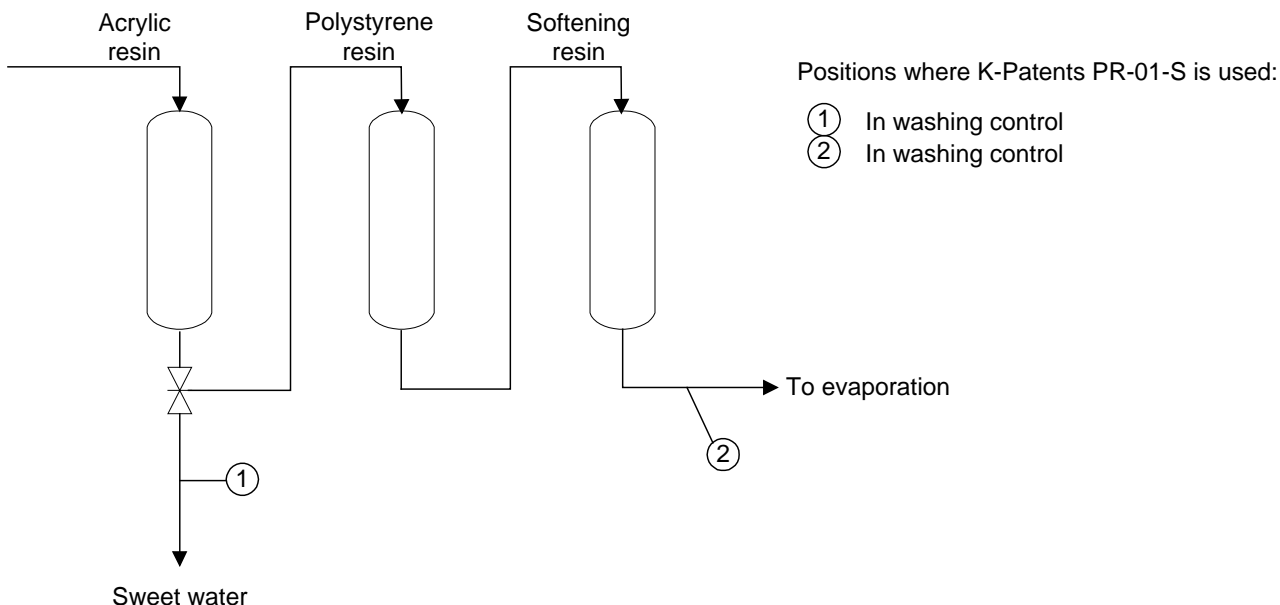 Acrylic
resin
Polystyrene
resin
Softening
resin
Positions where K-Patents PR-01-S is used:
1 In washing control
2 In washing control
To evaporation
2
1
Sweet water